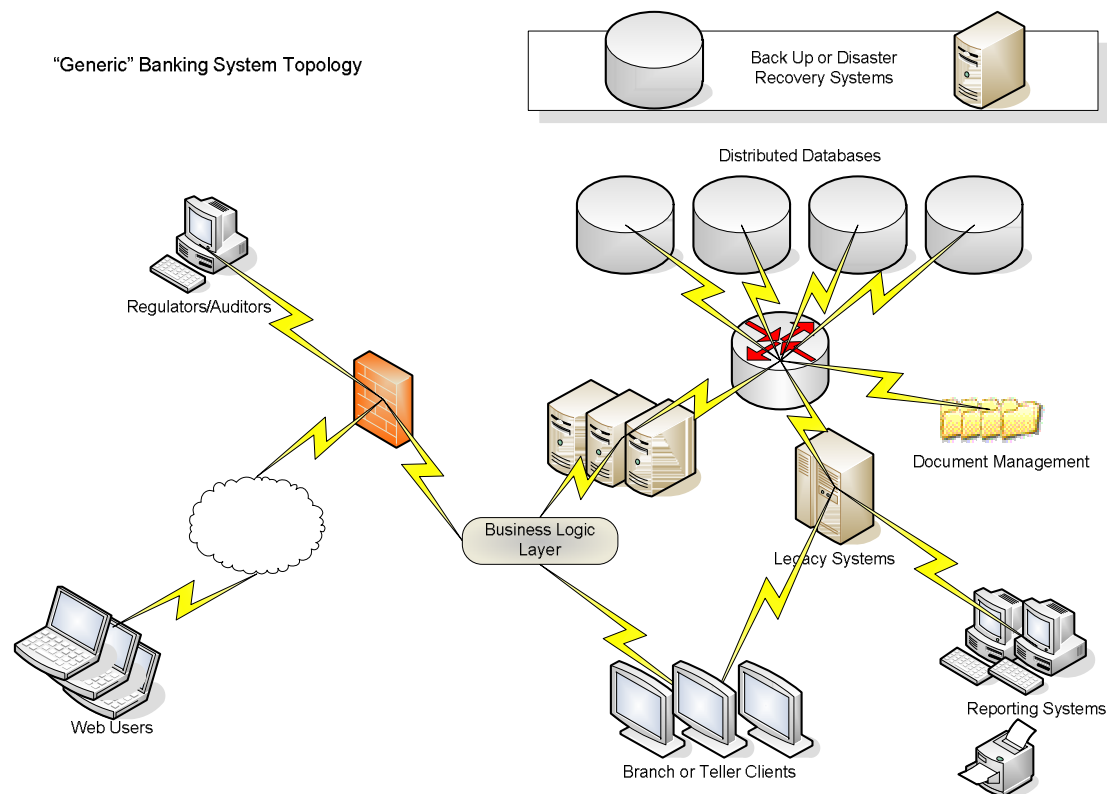 “Generic” Banking System Topology
Back Up or Disaster
Recovery Systems
Distributed Databases
Regulators/Auditors
Document Management
Business Logic
Layer
Legacy Systems
Web Users
Reporting Systems
Branch or Teller Clients